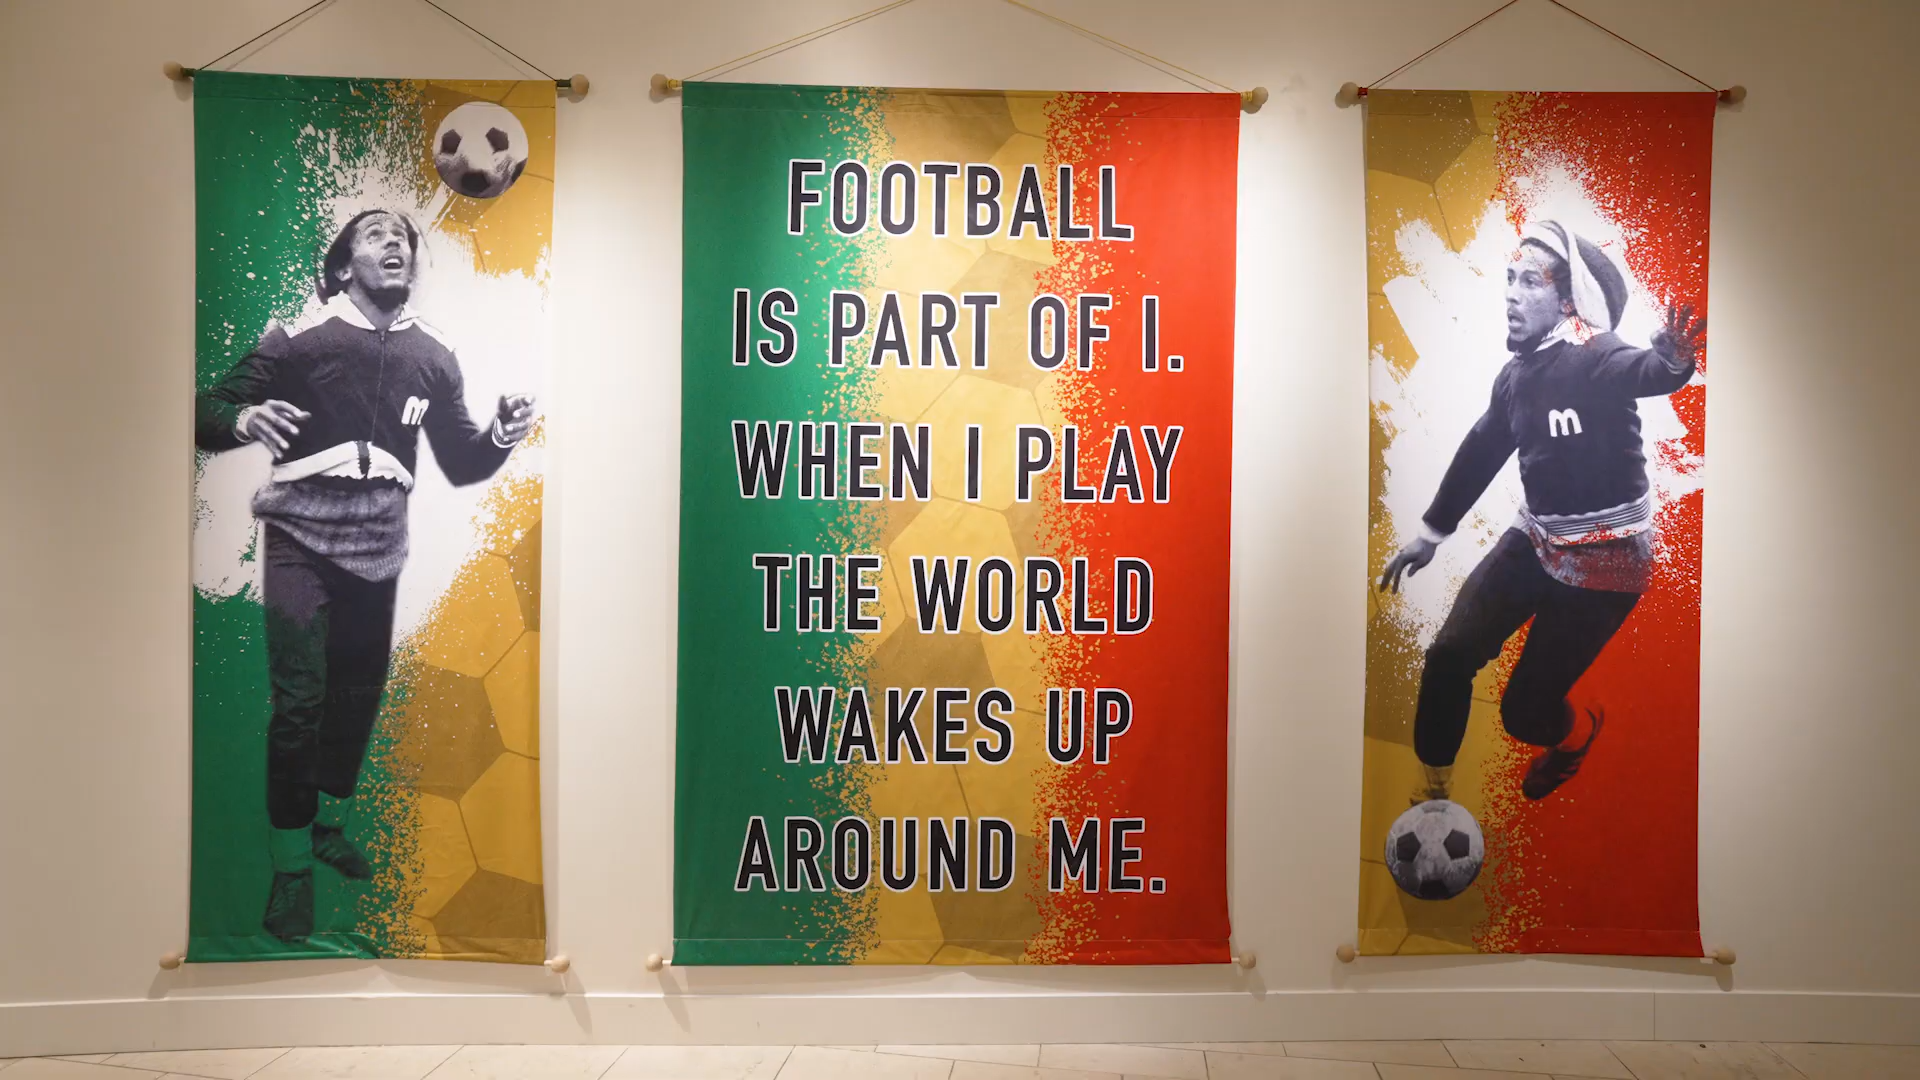 FOOTBALL
IS PART OF I.
WHEN I PLAY
THE WORLD
WAKES UP
AROUND ME.
m
m